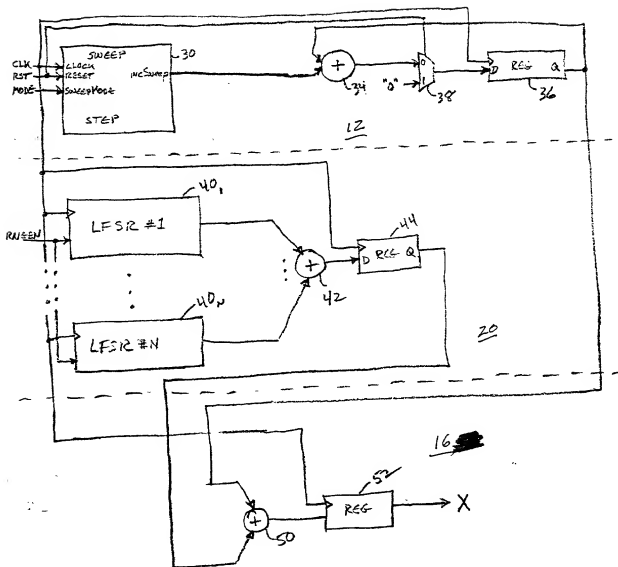 SWEEP
30
CLK
CLOCK
RST
RESET
INCSWEEP
MODE
SWEEPMODE
STEP
+
34
0
"0"
1
38
D REG Q
36
12
40₁
LFSR #1
RNGEN
+
42
44
D REG Q
40N
LFSR #N
20
16
52
REG
X
+
50